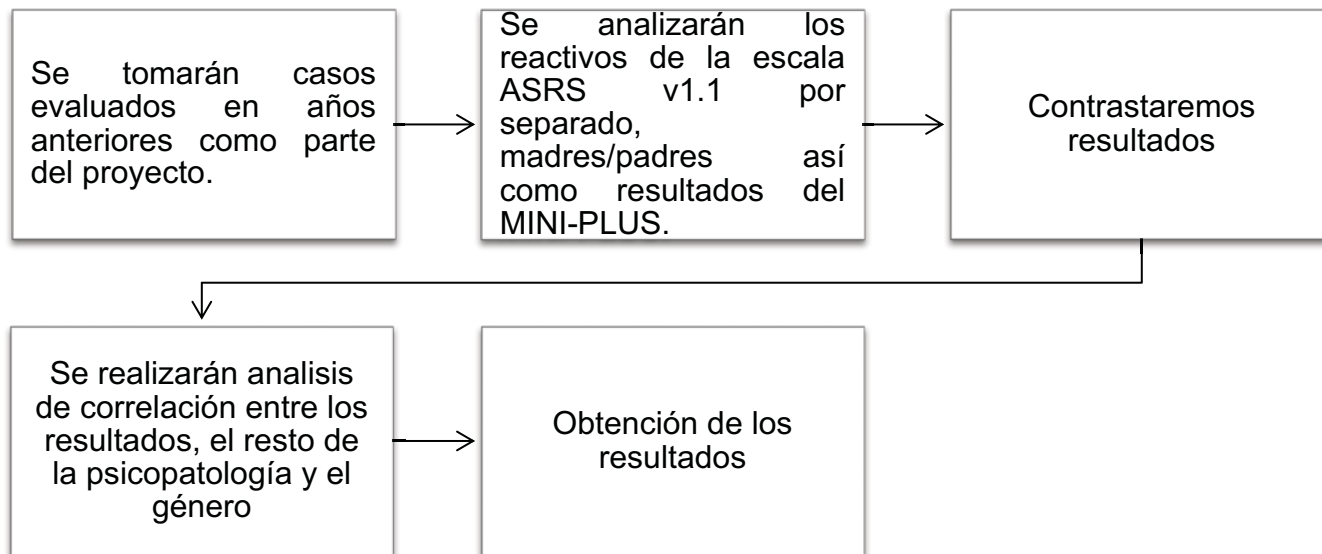 Se tomarán casos
evaluados en años
anteriores como parte
del proyecto.
Se analizarán los
reactivos de la escala
ASRS v1.1 por
separado,
madres/padres así
como resultados del
MINI-PLUS.
Contrastaremos
resultados
Se realizarán analisis
de correlación entre los
resultados, el resto de
la psicopatología y el
género
Obtención de los
resultados